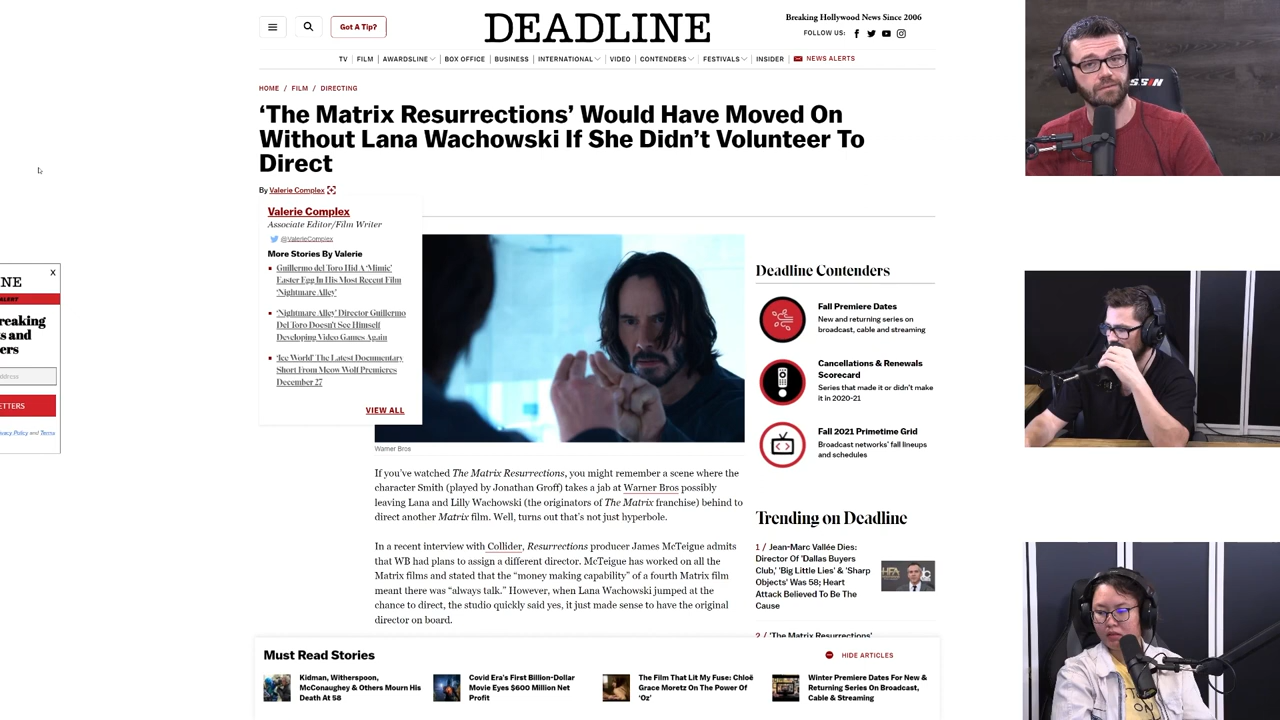 Got A Tip?
DEADLINE
Breaking Hollywood News Since 2006
FOLLOW US:
TV
FILM
AWARDSLINE
BOX OFFICE
BUSINESS
INTERNATIONAL
VIDEO
CONTENDERS
FESTIVALS
INSIDER
NEWS ALERTS
HOME / FILM / DIRECTING
‘The Matrix Resurrections’ Would Have Moved On
Without Lana Wachowski If She Didn’t Volunteer To
Direct
By Valerie Complex
Valerie Complex
Associate Editor/Film Writer
@ValerieComplex
More Stories By Valerie
Guillermo del Toro Hid A ‘Mimic’
Easter Egg In His Most Recent Film
‘Nightmare Alley’
‘Nightmare Alley’ Director Guillermo
Del Toro Doesn’t See Himself
Developing Video Games Again
‘Ice World’ The Latest Documentary
Short From Meow Wolf Premieres
December 27
VIEW ALL
Warner Bros
If you’ve watched The Matrix Resurrections, you might remember a scene where the
character Smith (played by Jonathan Groff) takes a jab at Warner Bros possibly
leaving Lana and Lilly Wachowski (the originators of The Matrix franchise) behind to
direct another Matrix film. Well, turns out that’s not just hyperbole.
In a recent interview with Collider, Resurrections producer James McTeigue admits
that WB had plans to assign a different director. McTeigue has worked on all the
Matrix films and stated that the “money making capability” of a fourth Matrix film
meant there was “always talk.” However, when Lana Wachowski jumped at the
chance to direct, the studio quickly said yes, it just made sense to have the original
director on board.
Deadline Contenders
Fall Premiere Dates
New and returning series on
broadcast, cable and streaming
Cancellations & Renewals
Scorecard
Series that made it or didn’t make
it in 2020-21
Fall 2021 Primetime Grid
Broadcast networks’ fall lineups
and schedules
Trending on Deadline
1 / Jean-Marc Vallée Dies:
Director Of ‘Dallas Buyers
Club,’ ‘Big Little Lies’ & ‘Sharp
Objects’ Was 58; Heart
Attack Believed To Be The
Cause
2 / ‘The Matrix Resurrections’
Must Read Stories
HIDE ARTICLES
Kidman, Witherspoon,
McConaughey & Others Mourn His
Death At 58
Covid Era’s First Billion-Dollar
Movie Eyes $600 Million Net
Profit
The Film That Lit My Fuse: Chloë
Grace Moretz On The Power Of
‘Oz’
Winter Premiere Dates For New &
Returning Series On Broadcast,
Cable & Streaming
X
NE
ALERT
reaking
s and
ers
address
ETTERS
and Terms